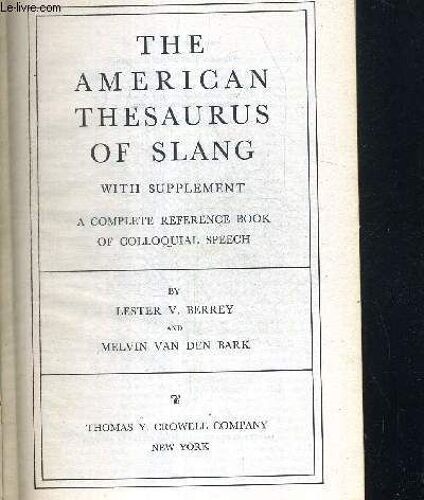 Le-livre.com
THE
AMERICAN
THESAURUS
OF SLANG
WITH SUPPLEMENT
A COMPLETE REFERENCE BOOK
OF COLLOQUIAL SPEECH
BY
LESTER V. BERREY
AND
MELVIN VAN DEN BARK
THOMAS Y. CROWELL COMPANY
NEW YORK